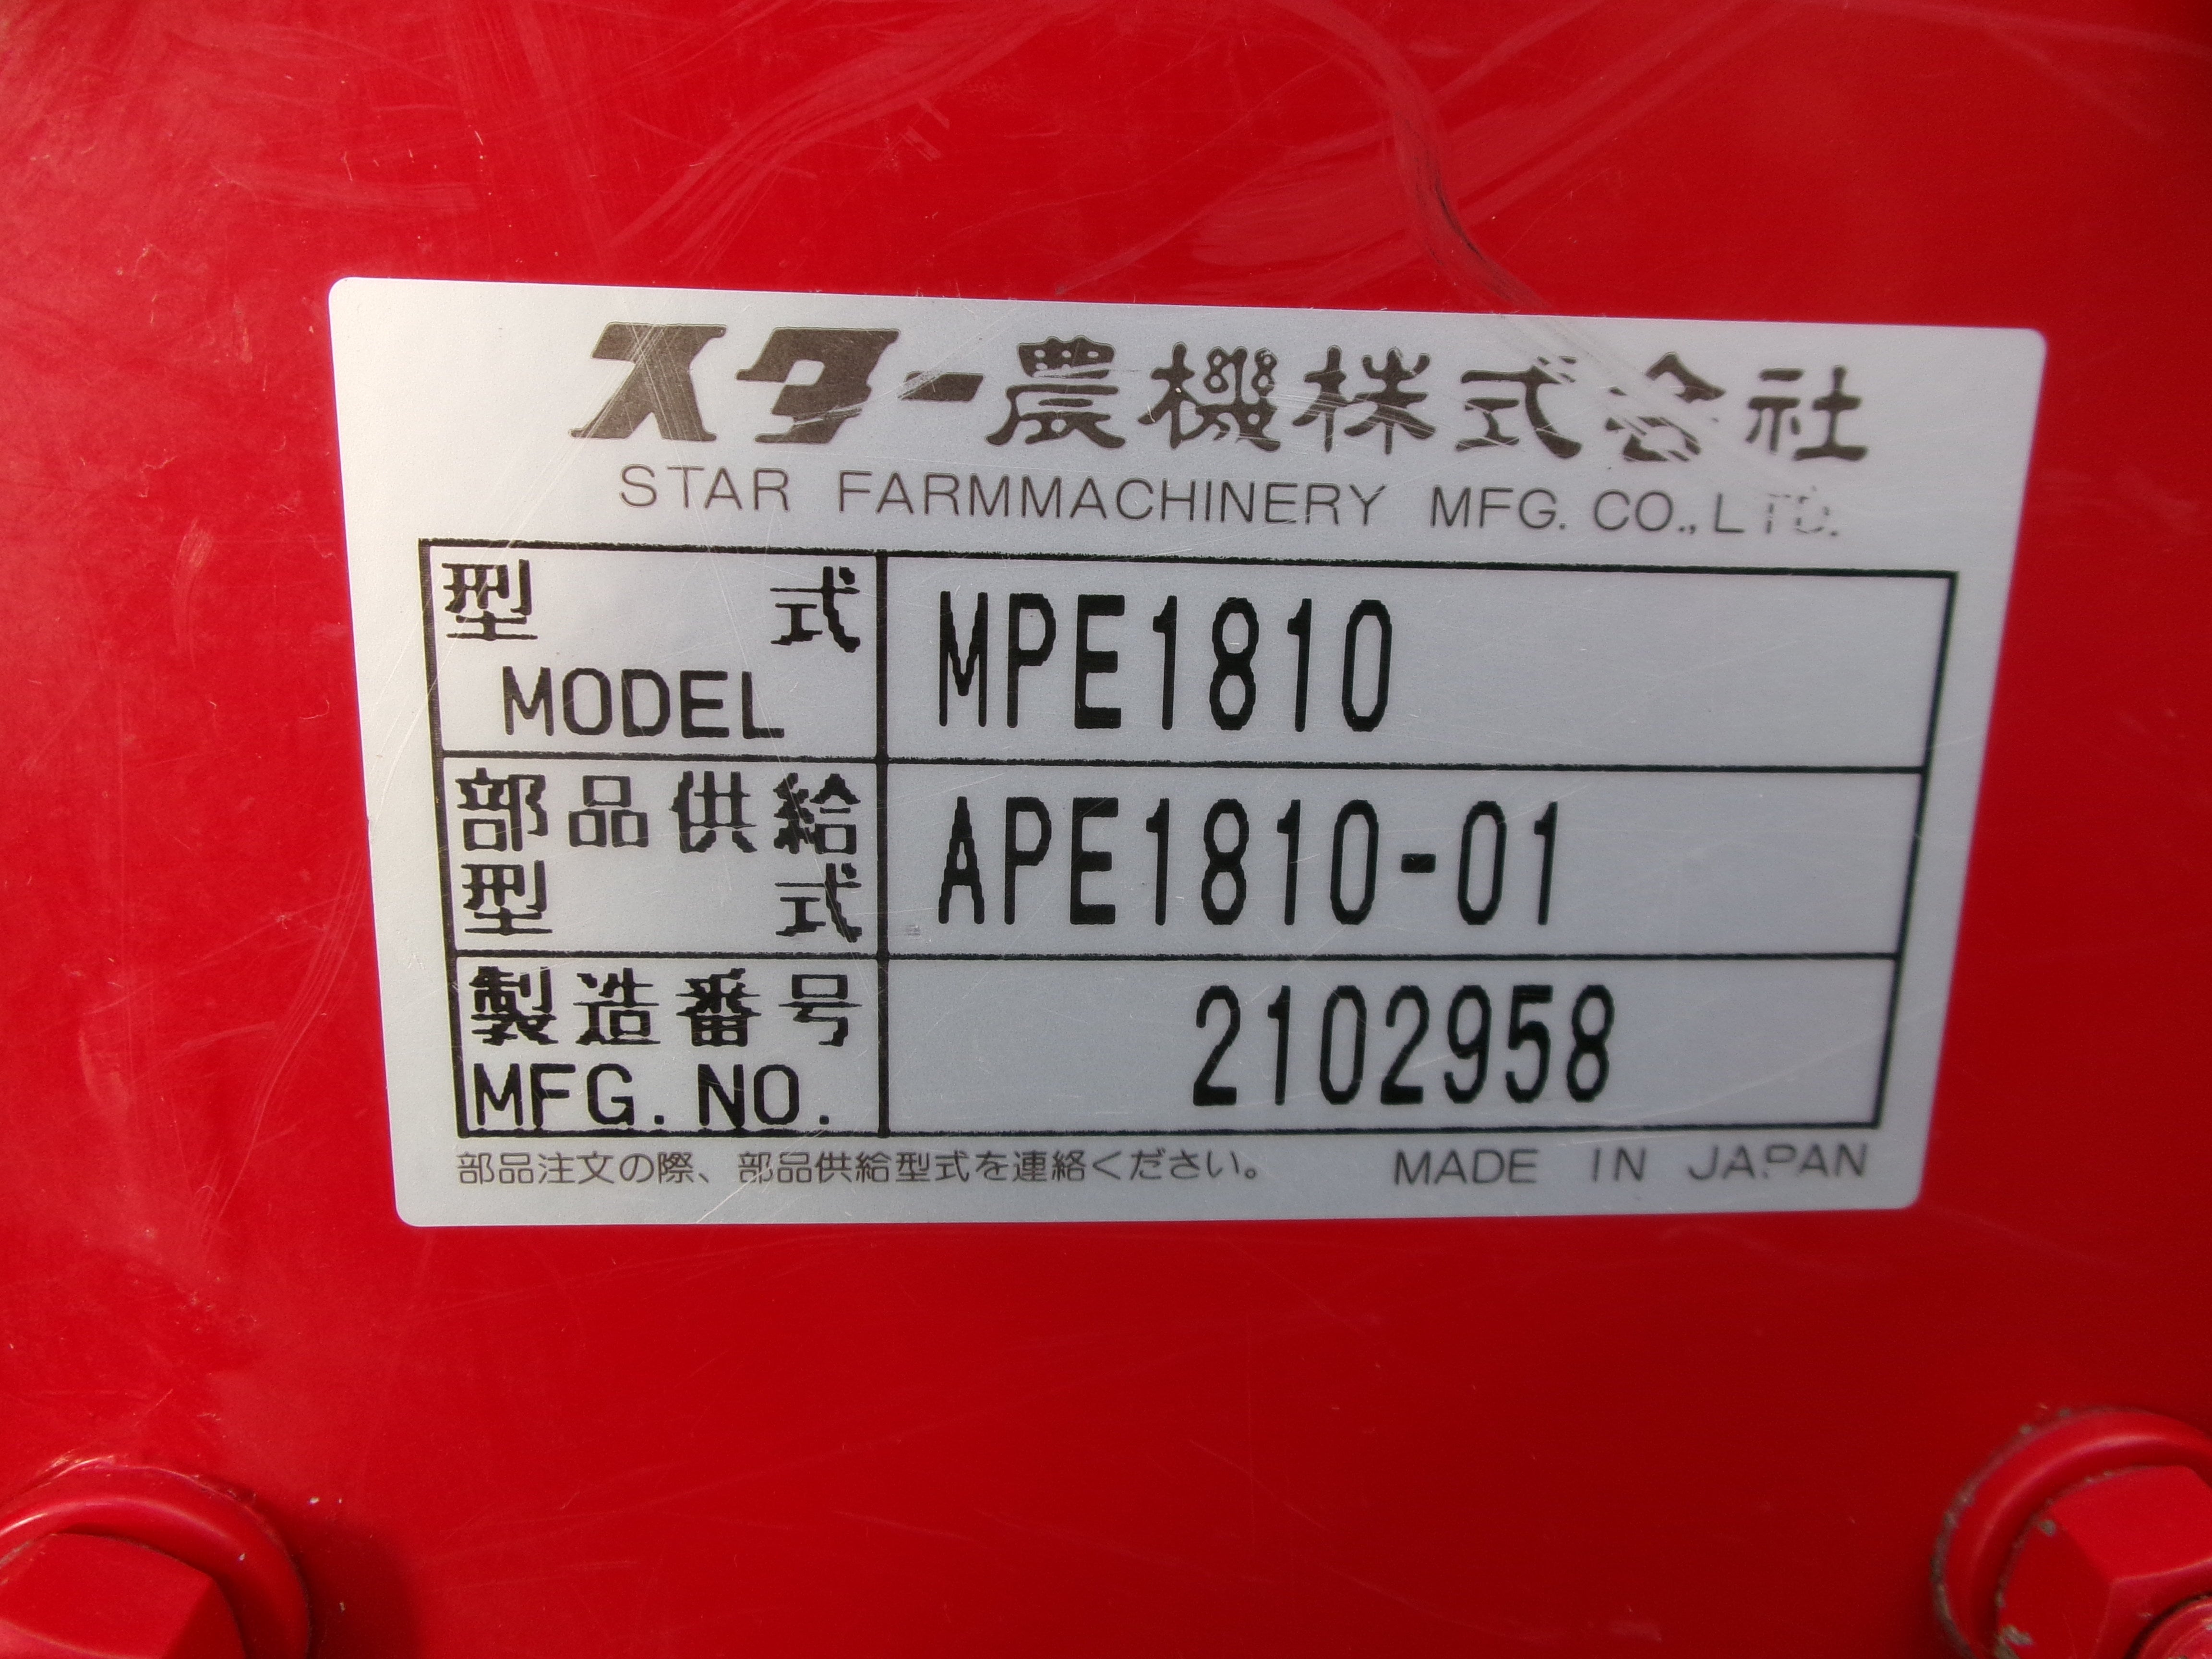 スター農機株式会社
STAR FARMMACHINERY MFG. CO., LTD.
型式 MPE1810
MODEL
部品供給 APE1810-01
型式
製造番号 2102958
MFG. NO.
部品注文の際、部品供給型式を連絡ください。 MADE IN JAPAN